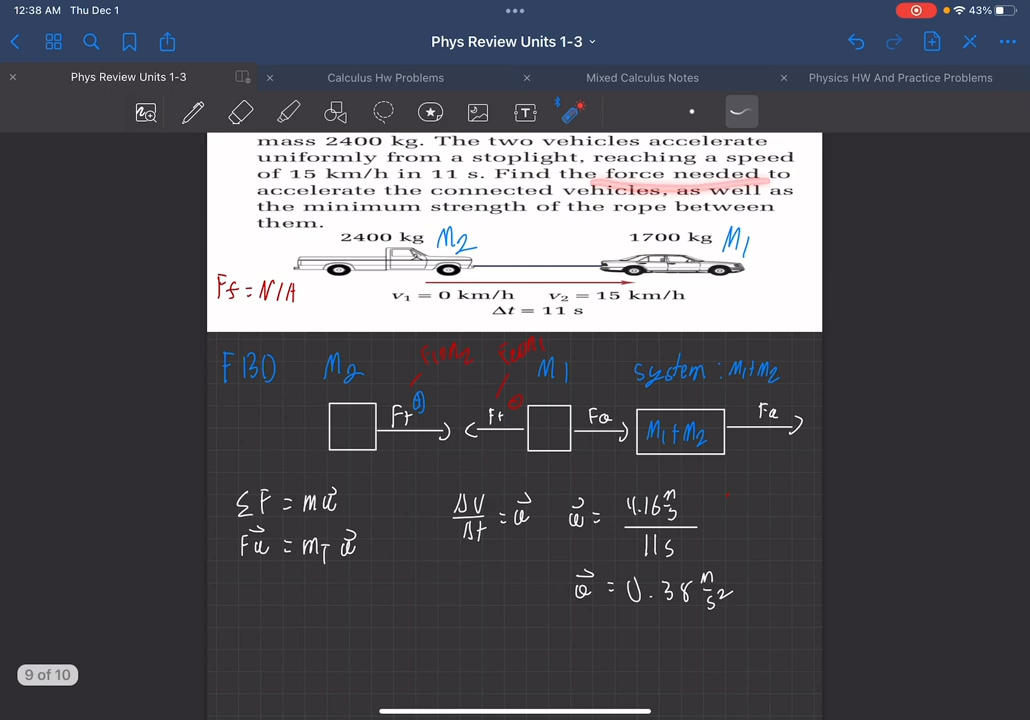 12:38 AM Thu Dec 1
43%
Phys Review Units 1-3
Phys Review Units 1-3
Calculus Hw Problems
Mixed Calculus Notes
Physics HW And Practice Problems
mass 2400 kg. The two vehicles accelerate
uniformly from a stoplight, reaching a speed
of 15 km/h in 11 s. Find the force needed to
accelerate the connected vehicles, as well as
the minimum strength of the rope between
them.
2400 kg M2
1700 kg M1
Ff = N/A
v1 = 0 km/h v2 = 15 km/h
Δt = 11 s
FBD M2 M1 system: M1+M2
Ft Ft Fa M1+M2 Fa
ΣF = ma⃗
F⃗a = mT a⃗
ΔV/Δt = a⃗
a⃗ = 4.16 m/s / 11s
a⃗ = 0.38 m/s2
9 of 10